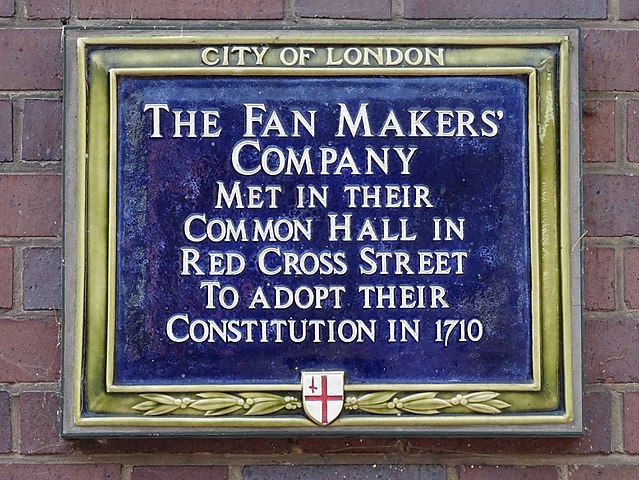 CITY OF LONDON
THE FAN MAKERS'
COMPANY
MET IN THEIR
COMMON HALL IN
RED CROSS STREET
TO ADOPT THEIR
CONSTITUTION IN 1710